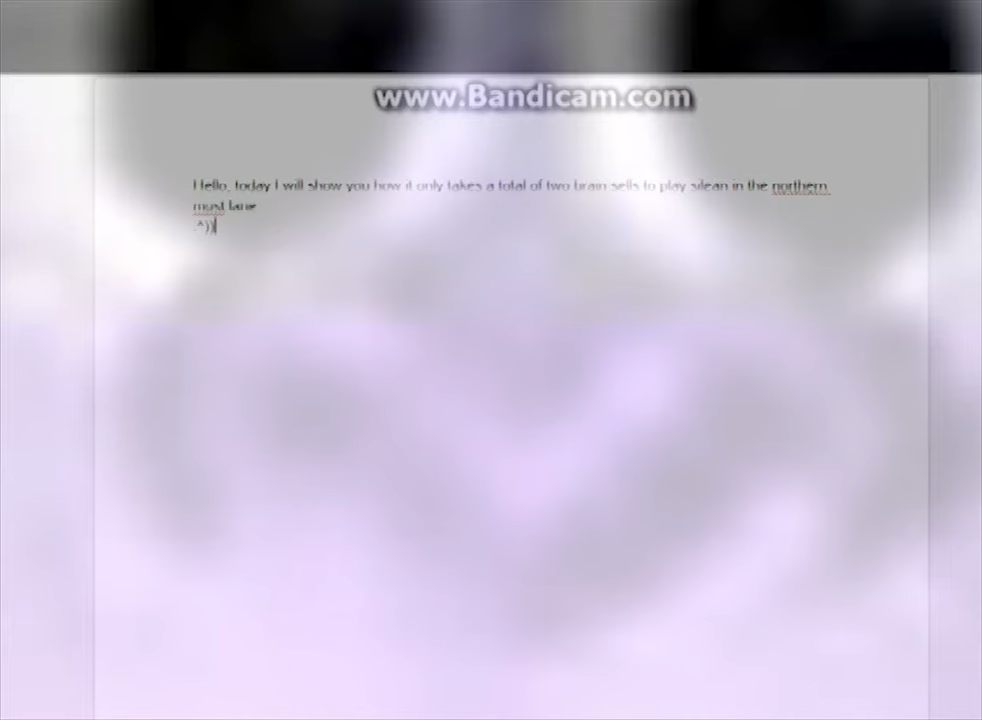 www.Bandicam.com
Hello, today I will show you how it only takes a total of two brain sells to play silean in the northern
must lane
.^))